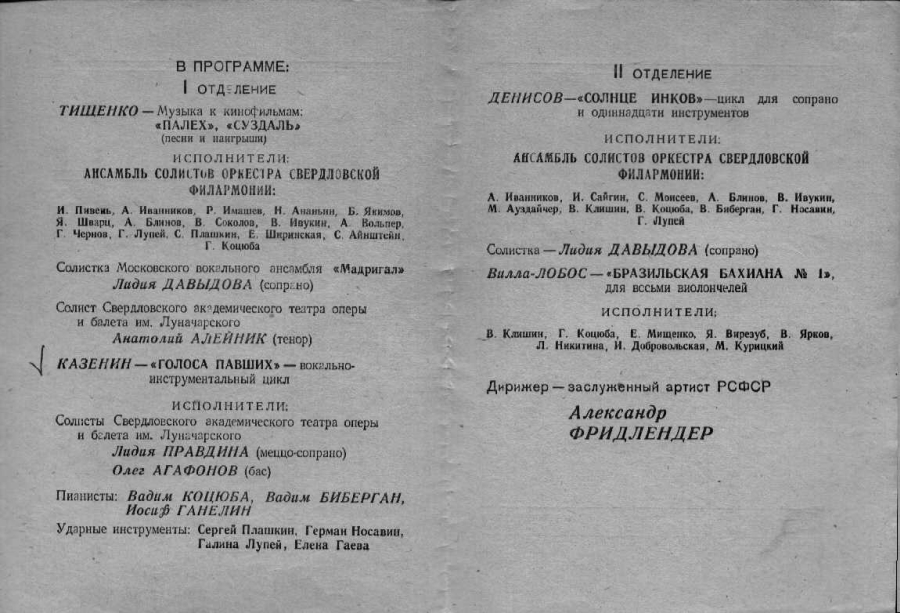 В ПРОГРАММЕ:
I ОТДЕЛЕНИЕ
ТИЩЕНКО — Музыка к кинофильмам:
«ПАЛЕХ», «СУЗДАЛЬ»
(песни и наигрыши)
ИСПОЛНИТЕЛИ:
АНСАМБЛЬ СОЛИСТОВ ОРКЕСТРА СВЕРДЛОВСКОЙ
ФИЛАРМОНИИ:
И. Пивень, А. Иванников, Р. Имашев, Н. Ананьин, Б. Якимов,
Я. Шварц, А. Блинов, В. Соколов, В. Ивукин, А. Вольпер,
Г. Чернов, Г. Лупей, С. Плашкин, Е. Ширинская, С. Айнштейн,
Г. Коцюба
Солистка Московского вокального ансамбля «Мадригал»
Лидия ДАВЫДОВА (сопрано)
Солист Свердловского академического театра оперы
и балета им. Луначарского
Анатолий АЛЕЙНИК (тенор)
КАЗЕНИН — «ГОЛОСА ПАВШИХ» — вокально-
инструментальный цикл
ИСПОЛНИТЕЛИ:
Солисты Свердловского академического театра оперы
и балета им. Луначарского
Лидия ПРАВДИНА (меццо-сопрано)
Олег АГАФОНОВ (бас)
Пианисты: Вадим КОЦЮБА, Вадим БИБЕРГАН,
Иосиф ГАНЕЛИН
Ударные инструменты: Сергей Плашкин, Герман Носавин,
Галина Лупей, Елена Гаева
II ОТДЕЛЕНИЕ
ДЕНИСОВ — «СОЛНЦЕ ИНКОВ» — цикл для сопрано
и одиннадцати инструментов
ИСПОЛНИТЕЛИ:
АНСАМБЛЬ СОЛИСТОВ ОРКЕСТРА СВЕРДЛОВСКОЙ
ФИЛАРМОНИИ:
А. Иванников, И. Сайгин, С. Моисеев, А. Блинов, В. Ивукин,
М. Ауздайчер, В. Клишин, В. Коцюба, В. Биберган, Г. Носавин,
Г. Лупей
Солистка — Лидия ДАВЫДОВА (сопрано)
Вилла-ЛОБОС — «БРАЗИЛЬСКАЯ БАХИАНА № 1»,
для восьми виолончелей
ИСПОЛНИТЕЛИ:
В. Клишин, Г. Коцюба, Е. Мищенко, Я. Вирезуб, В. Ярков,
Л. Никитина, И. Добровольская, М. Курицкий
Дирижер — заслуженный артист РСФСР
Александр
ФРИДЛЕНДЕР